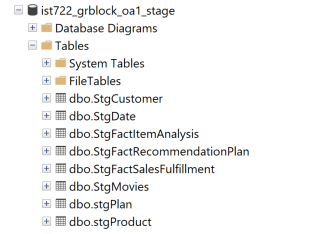 ist722_grblock_oa1_stage
Database Diagrams
Tables
System Tables
FileTables
dbo.StgCustomer
dbo.StgDate
dbo.StgFactItemAnalysis
dbo.StgFactRecommendationPlan
dbo.StgFactSalesFulfillment
dbo.StgMovies
dbo.stgPlan
dbo.stgProduct